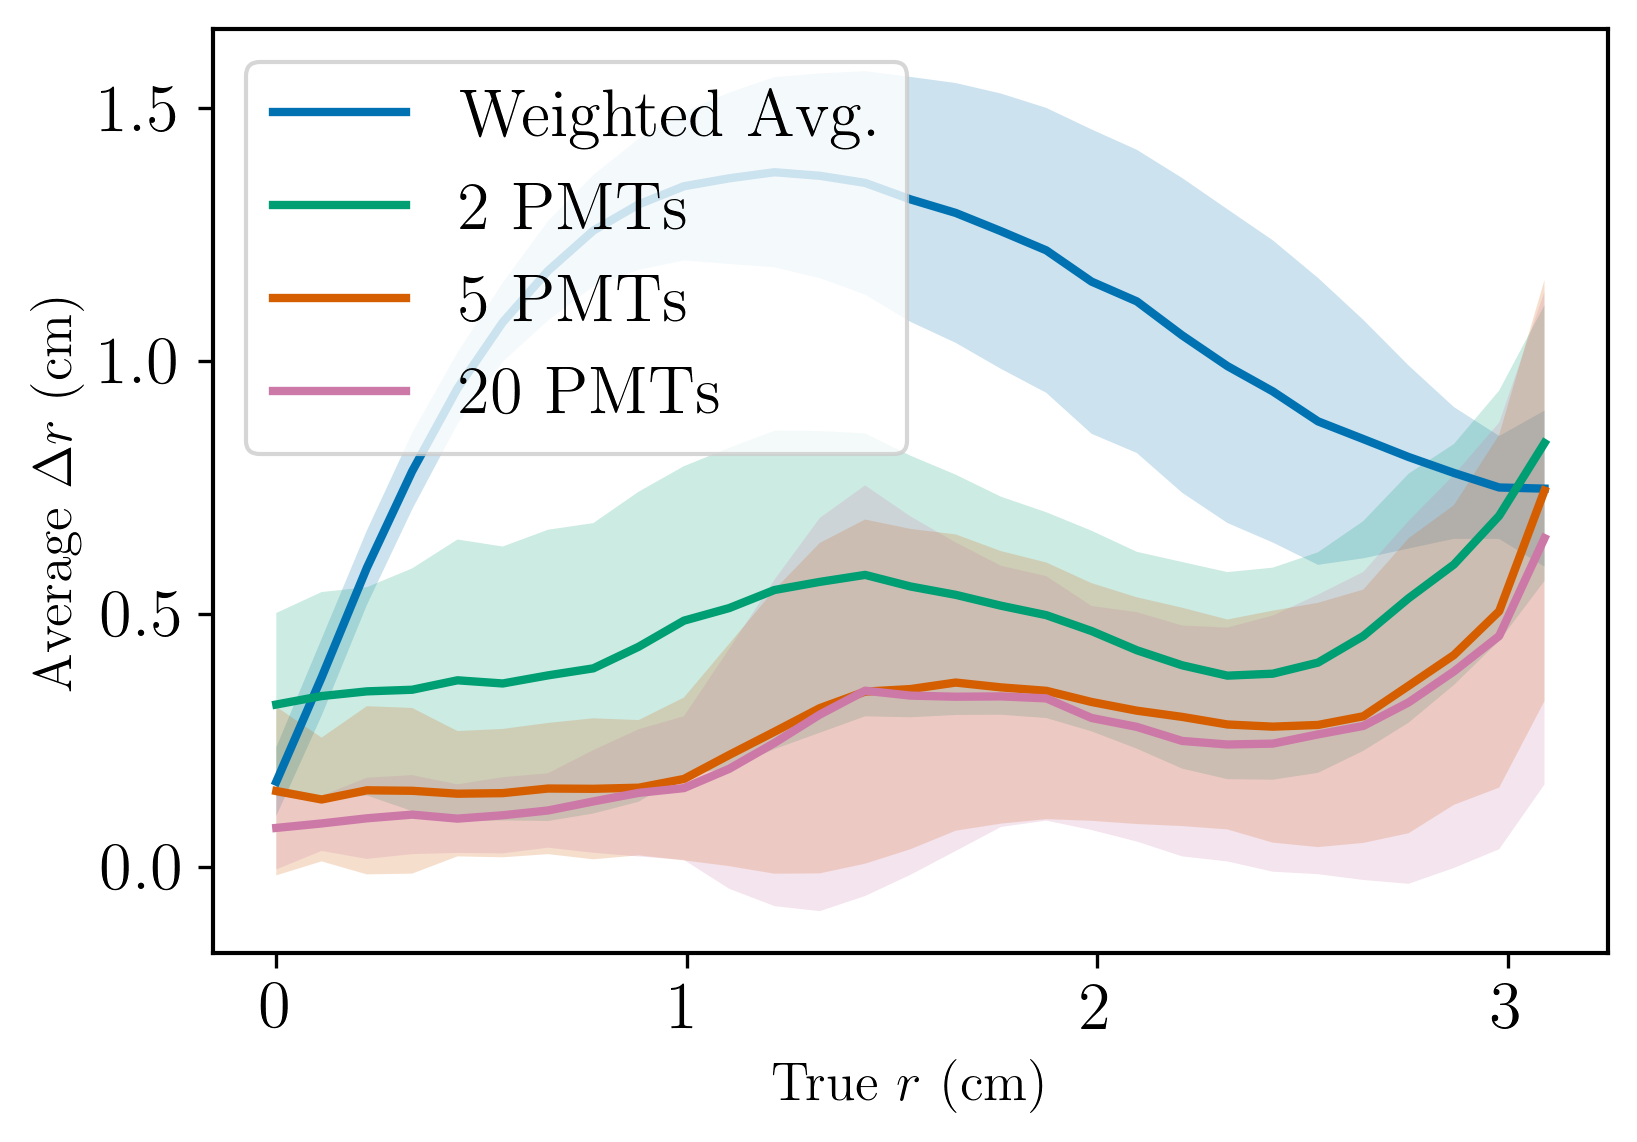 1.5
1.0
0.5
0.0
Average Δr (cm)
Weighted Avg.
2 PMTs
5 PMTs
20 PMTs
0 1 2 3
True r (cm)